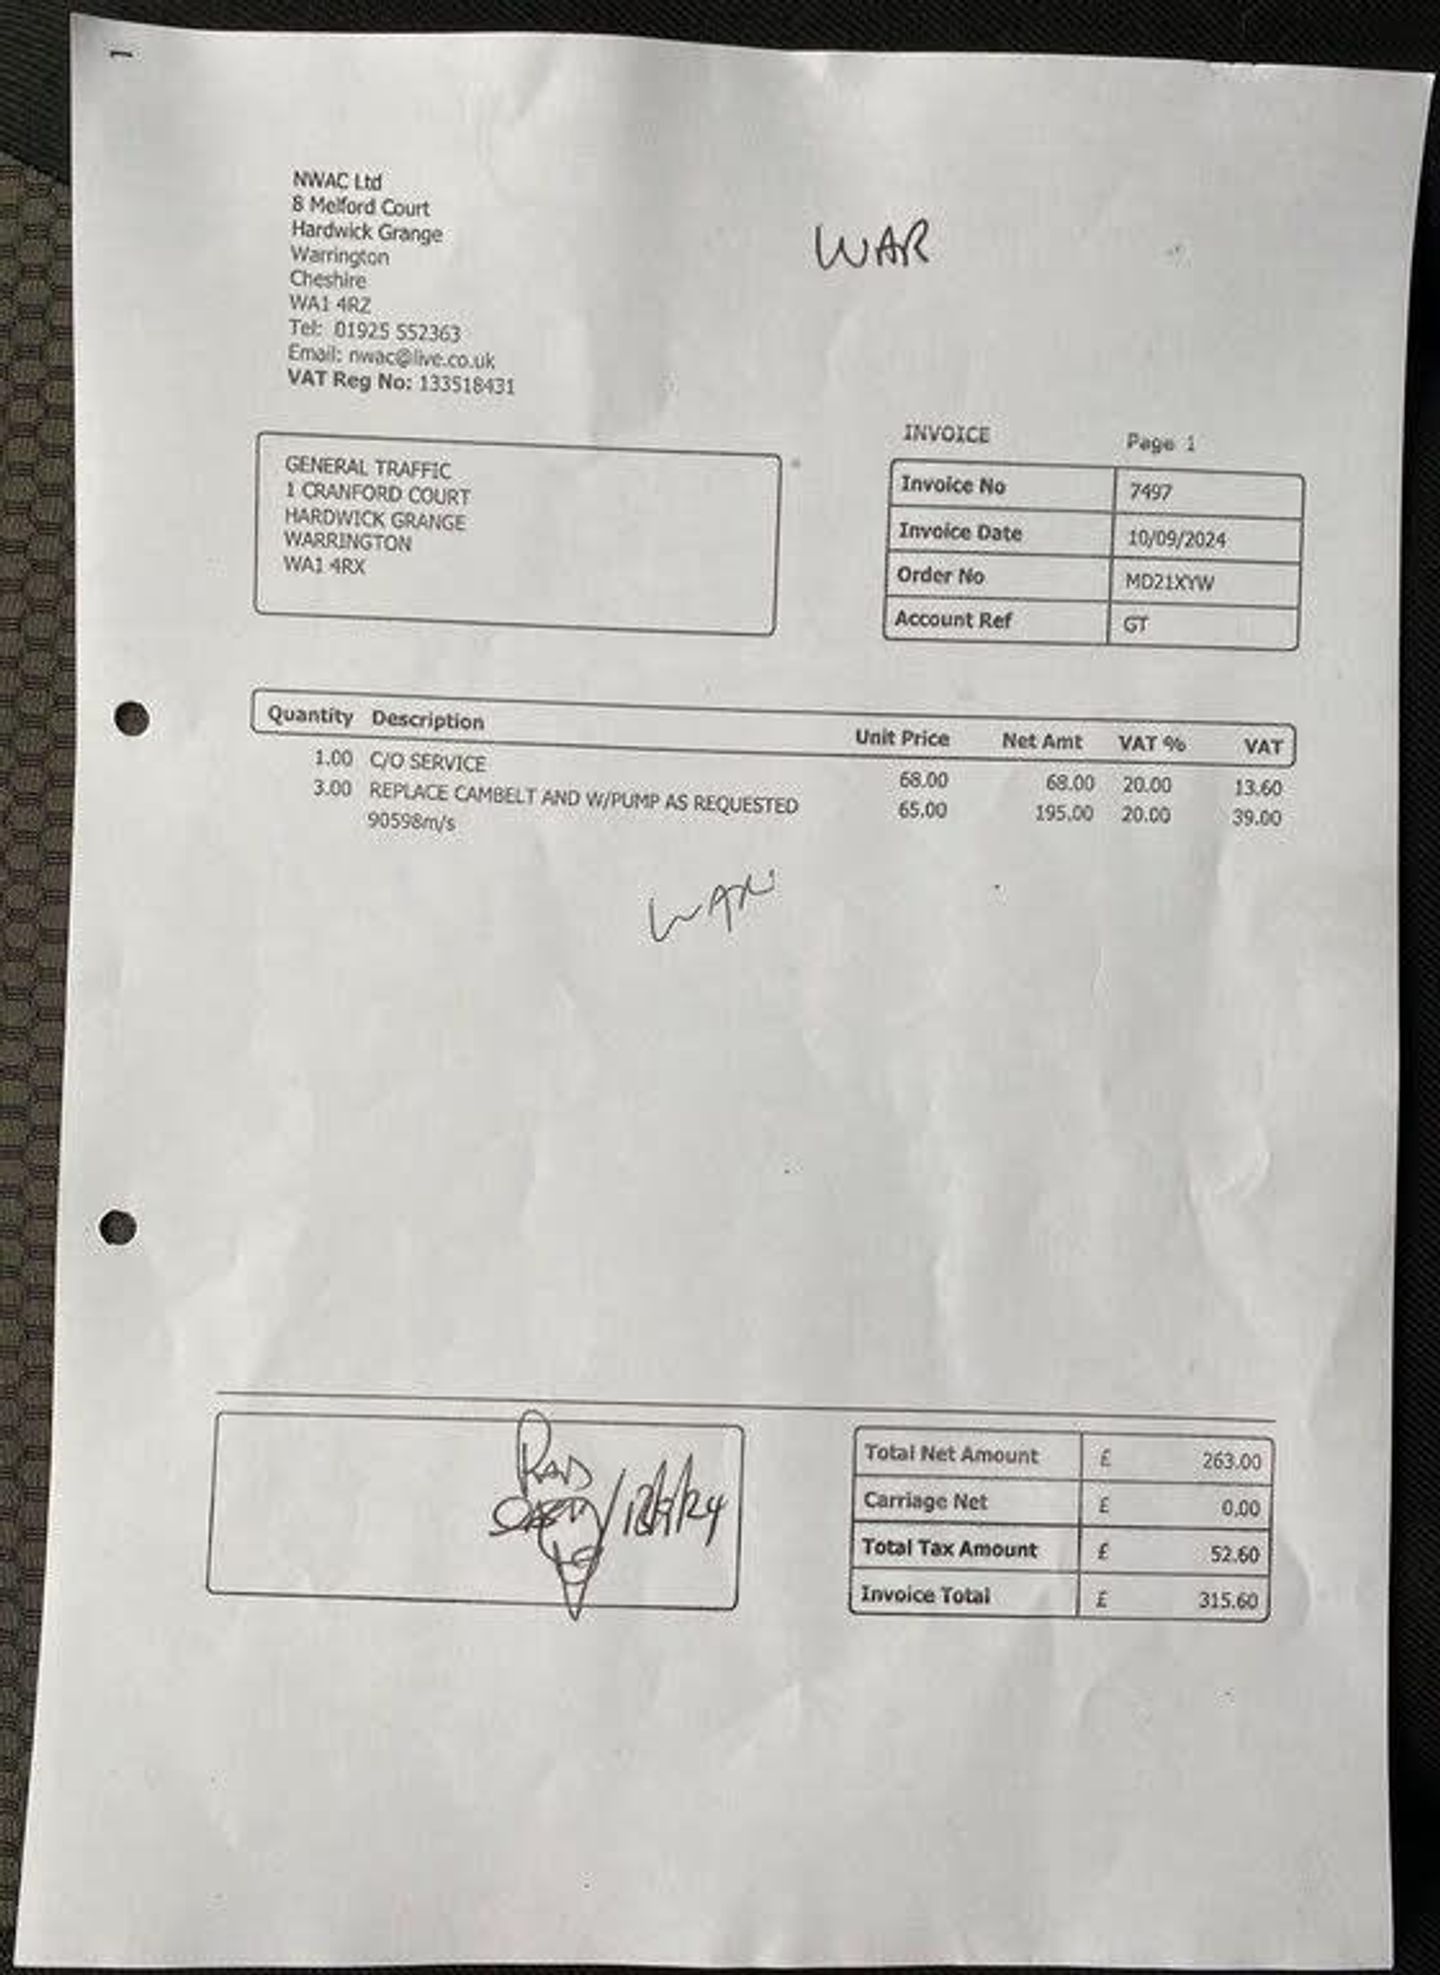 1
NWAC Ltd
8 Melford Court
Hardwick Grange
Warrington
Cheshire
WA1 4RZ
Tel: 01925 552363
Email: nwac@live.co.uk
VAT Reg No: 133518431
WAR
GENERAL TRAFFIC
1 CRANFORD COURT
HARDWICK GRANGE
WARRINGTON
WA1 4RX
INVOICE Page 1
Invoice No 7497
Invoice Date 10/09/2024
Order No MD21XYW
Account Ref GT
Quantity Description Unit Price Net Amt VAT % VAT
1.00 C/O SERVICE 68.00 68.00 20.00 13.60
3.00 REPLACE CAMBELT AND W/PUMP AS REQUESTED 65.00 195.00 20.00 39.00
90598m/s
Total Net Amount £ 263.00
Carriage Net £ 0.00
Total Tax Amount £ 52.60
Invoice Total £ 315.60